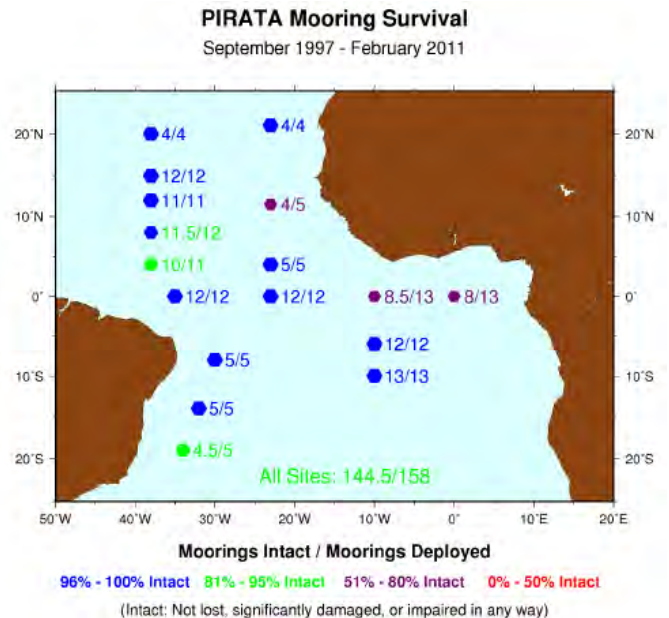 PIRATA Mooring Survival
September 1997 - February 2011
20°N
20°N
4/4
4/4
12/12
11/11
4/5
10°N
10°N
11.5/12
10/11
5/5
0°
0°
12/12
12/12
8.5/13
8/13
12/12
5/5
10°S
10°S
13/13
5/5
4.5/5
20°S
20°S
All Sites: 144.5/158
50°W 40°W 30°W 20°W 10°W 0° 10°E 20°E
Moorings Intact / Moorings Deployed
96% - 100% Intact 81% - 95% Intact 51% - 80% Intact 0% - 50% Intact
(Intact: Not lost, significantly damaged, or impaired in any way)